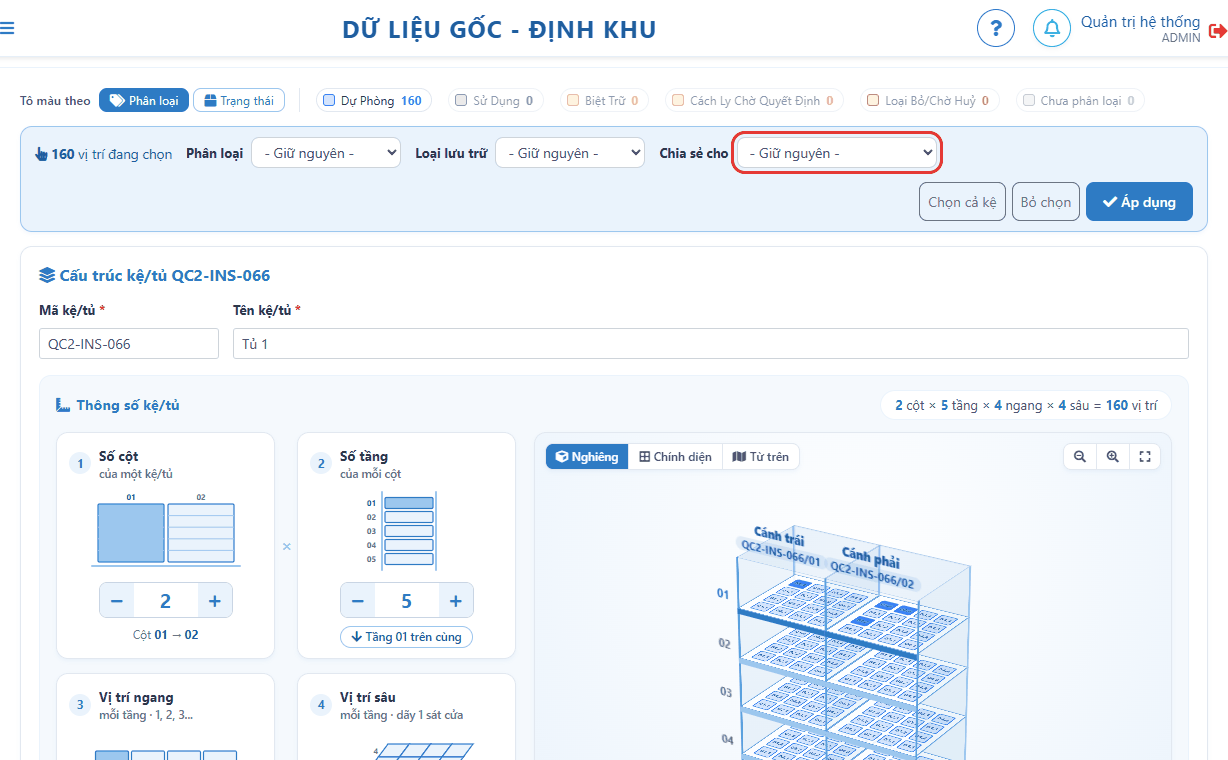 DỮ LIỆU GỐC - ĐỊNH KHU
?
Quản trị hệ thống
ADMIN
Tô màu theo Phân loại Trạng thái Dự Phòng 160 Sử Dụng 0 Biệt Trữ 0 Cách Ly Chờ Quyết Định 0 Loại Bỏ/Chờ Huỷ 0 Chưa phân loại 0
160 vị trí đang chọn Phân loại - Giữ nguyên - Loại lưu trữ - Giữ nguyên - Chia sẻ cho - Giữ nguyên -
Chọn cả kệ Bỏ chọn Áp dụng
Cấu trúc kệ/tủ QC2-INS-066
Mã kệ/tủ * Tên kệ/tủ *
QC2-INS-066 Tủ 1
Thông số kệ/tủ 2 cột × 5 tầng × 4 ngang × 4 sâu = 160 vị trí
1 Số cột
của một kệ/tủ
01 02
− 2 +
Cột 01 → 02
×
2 Số tầng
của mỗi cột
01
02
03
04
05
− 5 +
Tầng 01 trên cùng
Nghiêng Chính diện Từ trên
Cánh trái
QC2-INS-066/01
Cánh phải
QC2-INS-066/02
01
02
03
04
3 Vị trí ngang
mỗi tầng · 1, 2, 3...
4 Vị trí sâu
mỗi tầng · dãy 1 sát cửa
4